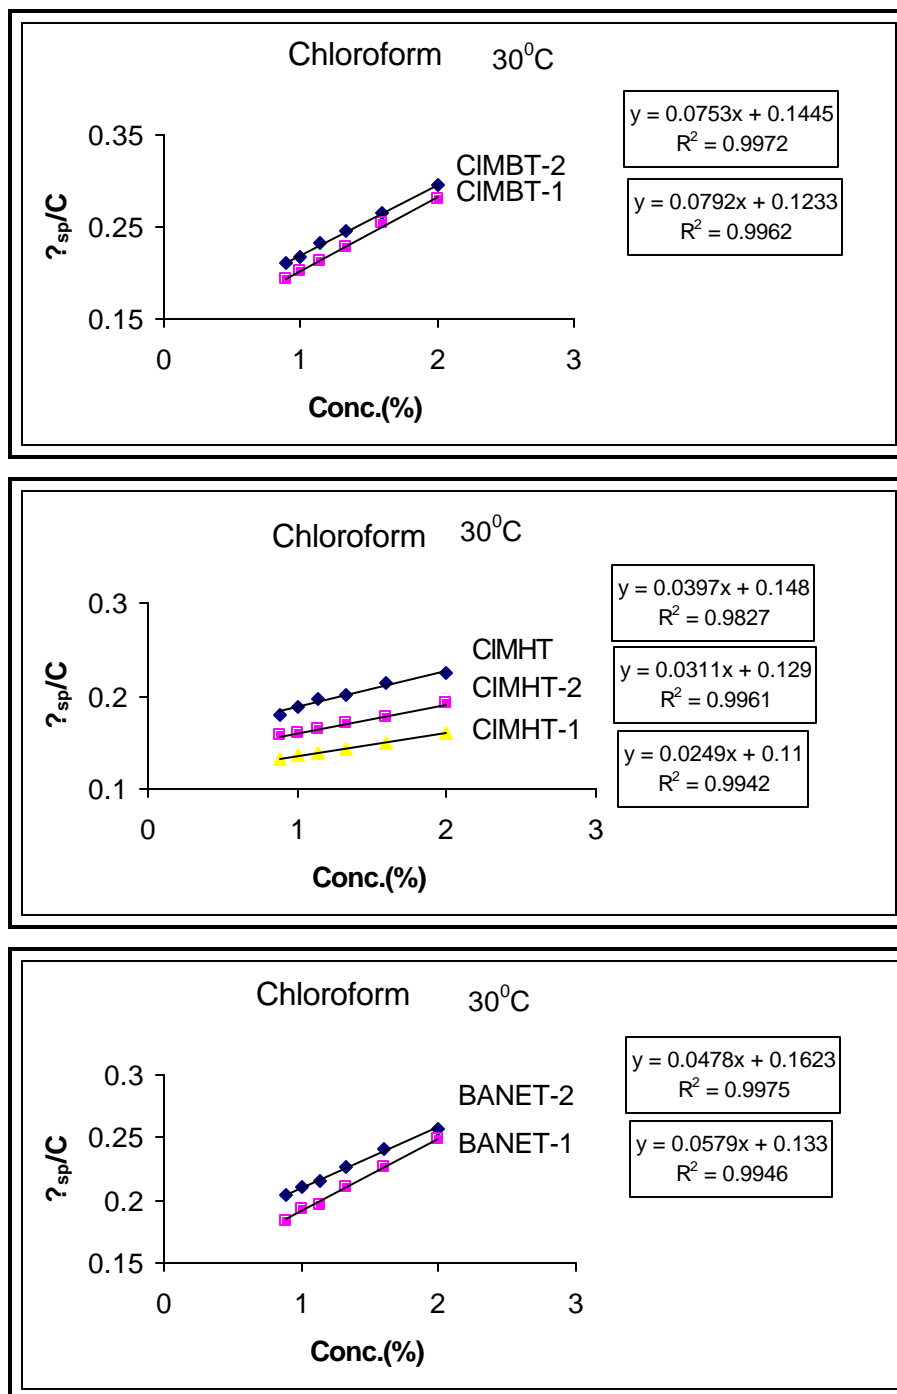 Chloroform 30⁰C
y = 0.0753x + 0.1445
R² = 0.9972
0.35
CIMBT-2
CIMBT-1
y = 0.0792x + 0.1233
R² = 0.9962
?sp/C
0.25
0.15
0 1 2 3
Conc.(%)
Chloroform 30⁰C
y = 0.0397x + 0.148
R² = 0.9827
0.3
CIMHT
CIMHT-2
y = 0.0311x + 0.129
R² = 0.9961
?sp/C
0.2
CIMHT-1
y = 0.0249x + 0.11
R² = 0.9942
0.1
0 1 2 3
Conc.(%)
Chloroform 30⁰C
y = 0.0478x + 0.1623
R² = 0.9975
0.3
BANET-2
0.25
BANET-1
y = 0.0579x + 0.133
R² = 0.9946
?sp/C
0.2
0.15
0 1 2 3
Conc.(%)